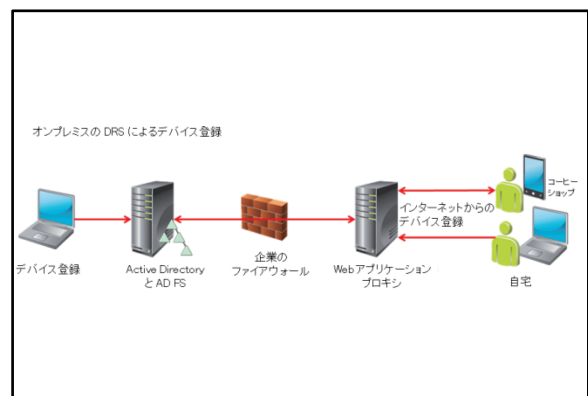 オンプレミスの DRS によるデバイス登録
コーヒー
ショップ
インターネットからの
デバイス登録
デバイス登録
Active Directory
と AD FS
企業の
ファイアウォール
Webアプリケーション
プロキシ
自宅